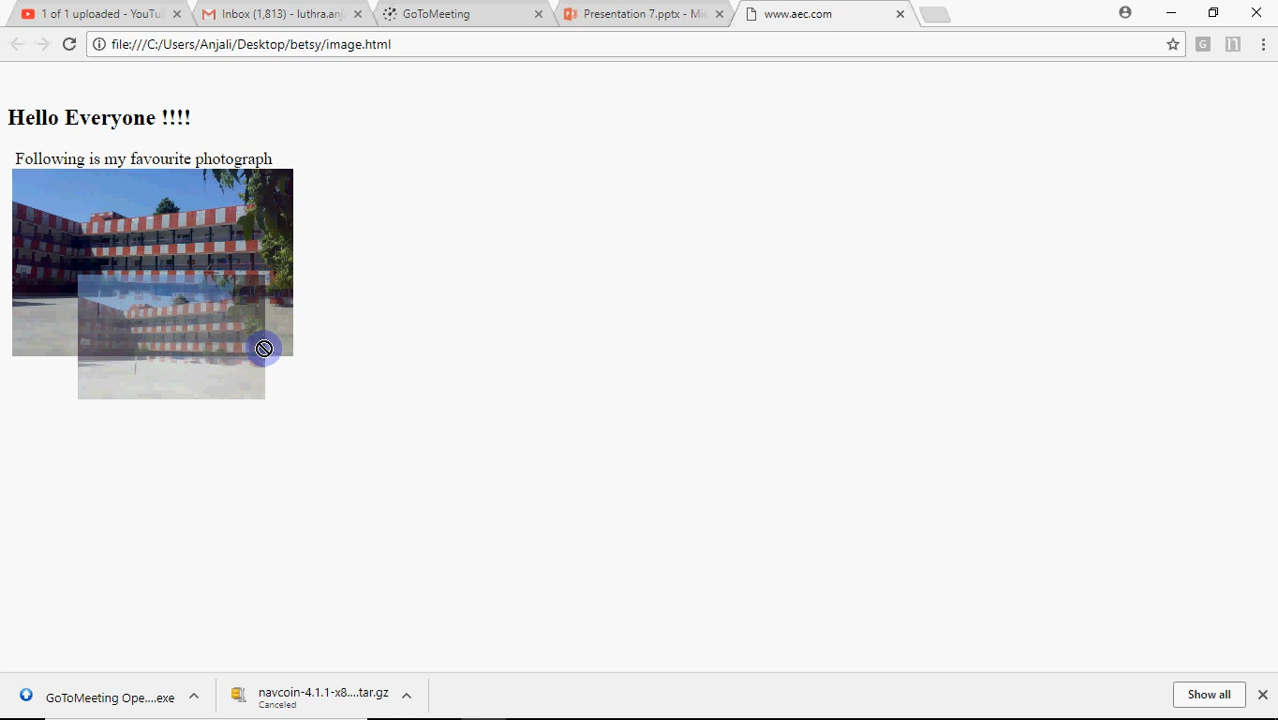 1 of 1 uploaded - YouTu
Inbox (1,813) - luthra.anj
GoToMeeting
Presentation 7.pptx - Mic
www.aec.com
file:///C:/Users/Anjali/Desktop/betsy/image.html
G
n
Hello Everyone !!!!
Following is my favourite photograph
GoToMeeting Ope....exe
navcoin-4.1.1-x8....tar.gz
Canceled
Show all